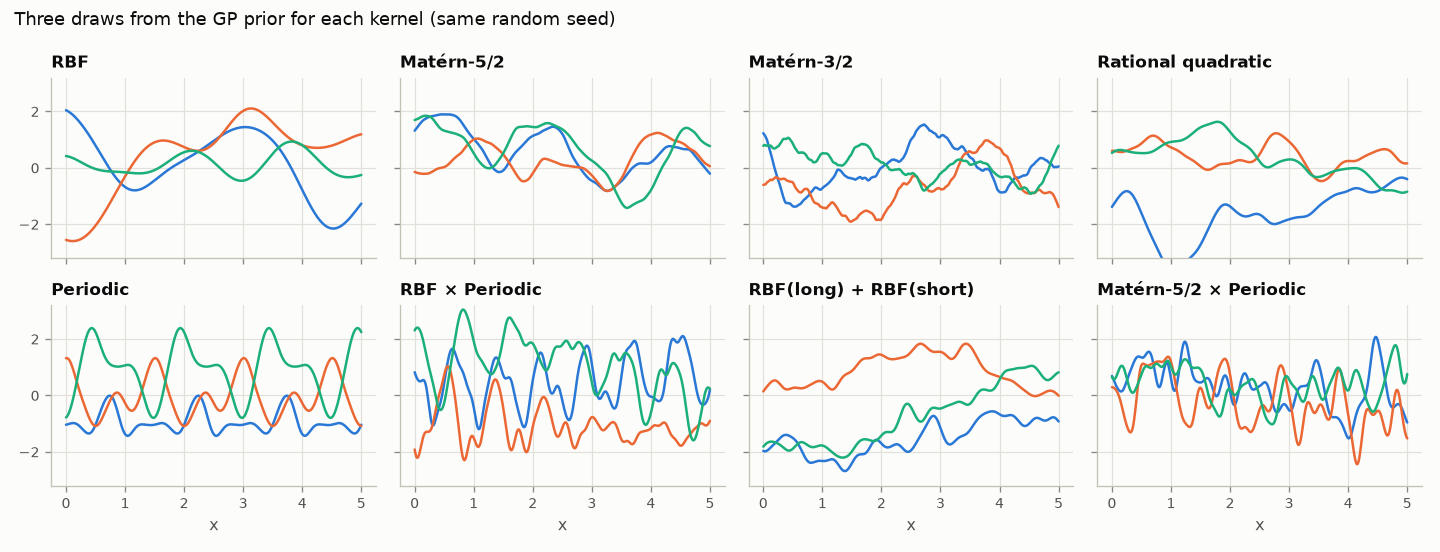 Three draws from the GP prior for each kernel (same random seed)
RBF
Matérn-5/2
Matérn-3/2
Rational quadratic
2
0
−2
Periodic
RBF × Periodic
RBF(long) + RBF(short)
Matérn-5/2 × Periodic
2
0
−2
0 1 2 3 4 5
0 1 2 3 4 5
0 1 2 3 4 5
0 1 2 3 4 5
x
x
x
x